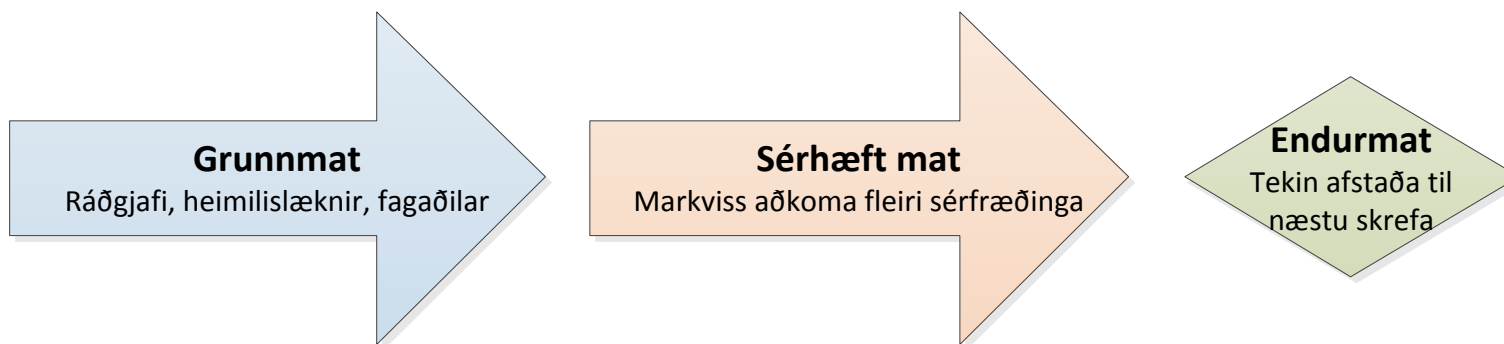 Grunnmat
Ráðgjafi, heimilislæknir, fagaðilar
Sérhæft mat
Markviss aðkoma fleiri sérfræðinga
Endurmat
Tekin afstaða til
næstu skrefa